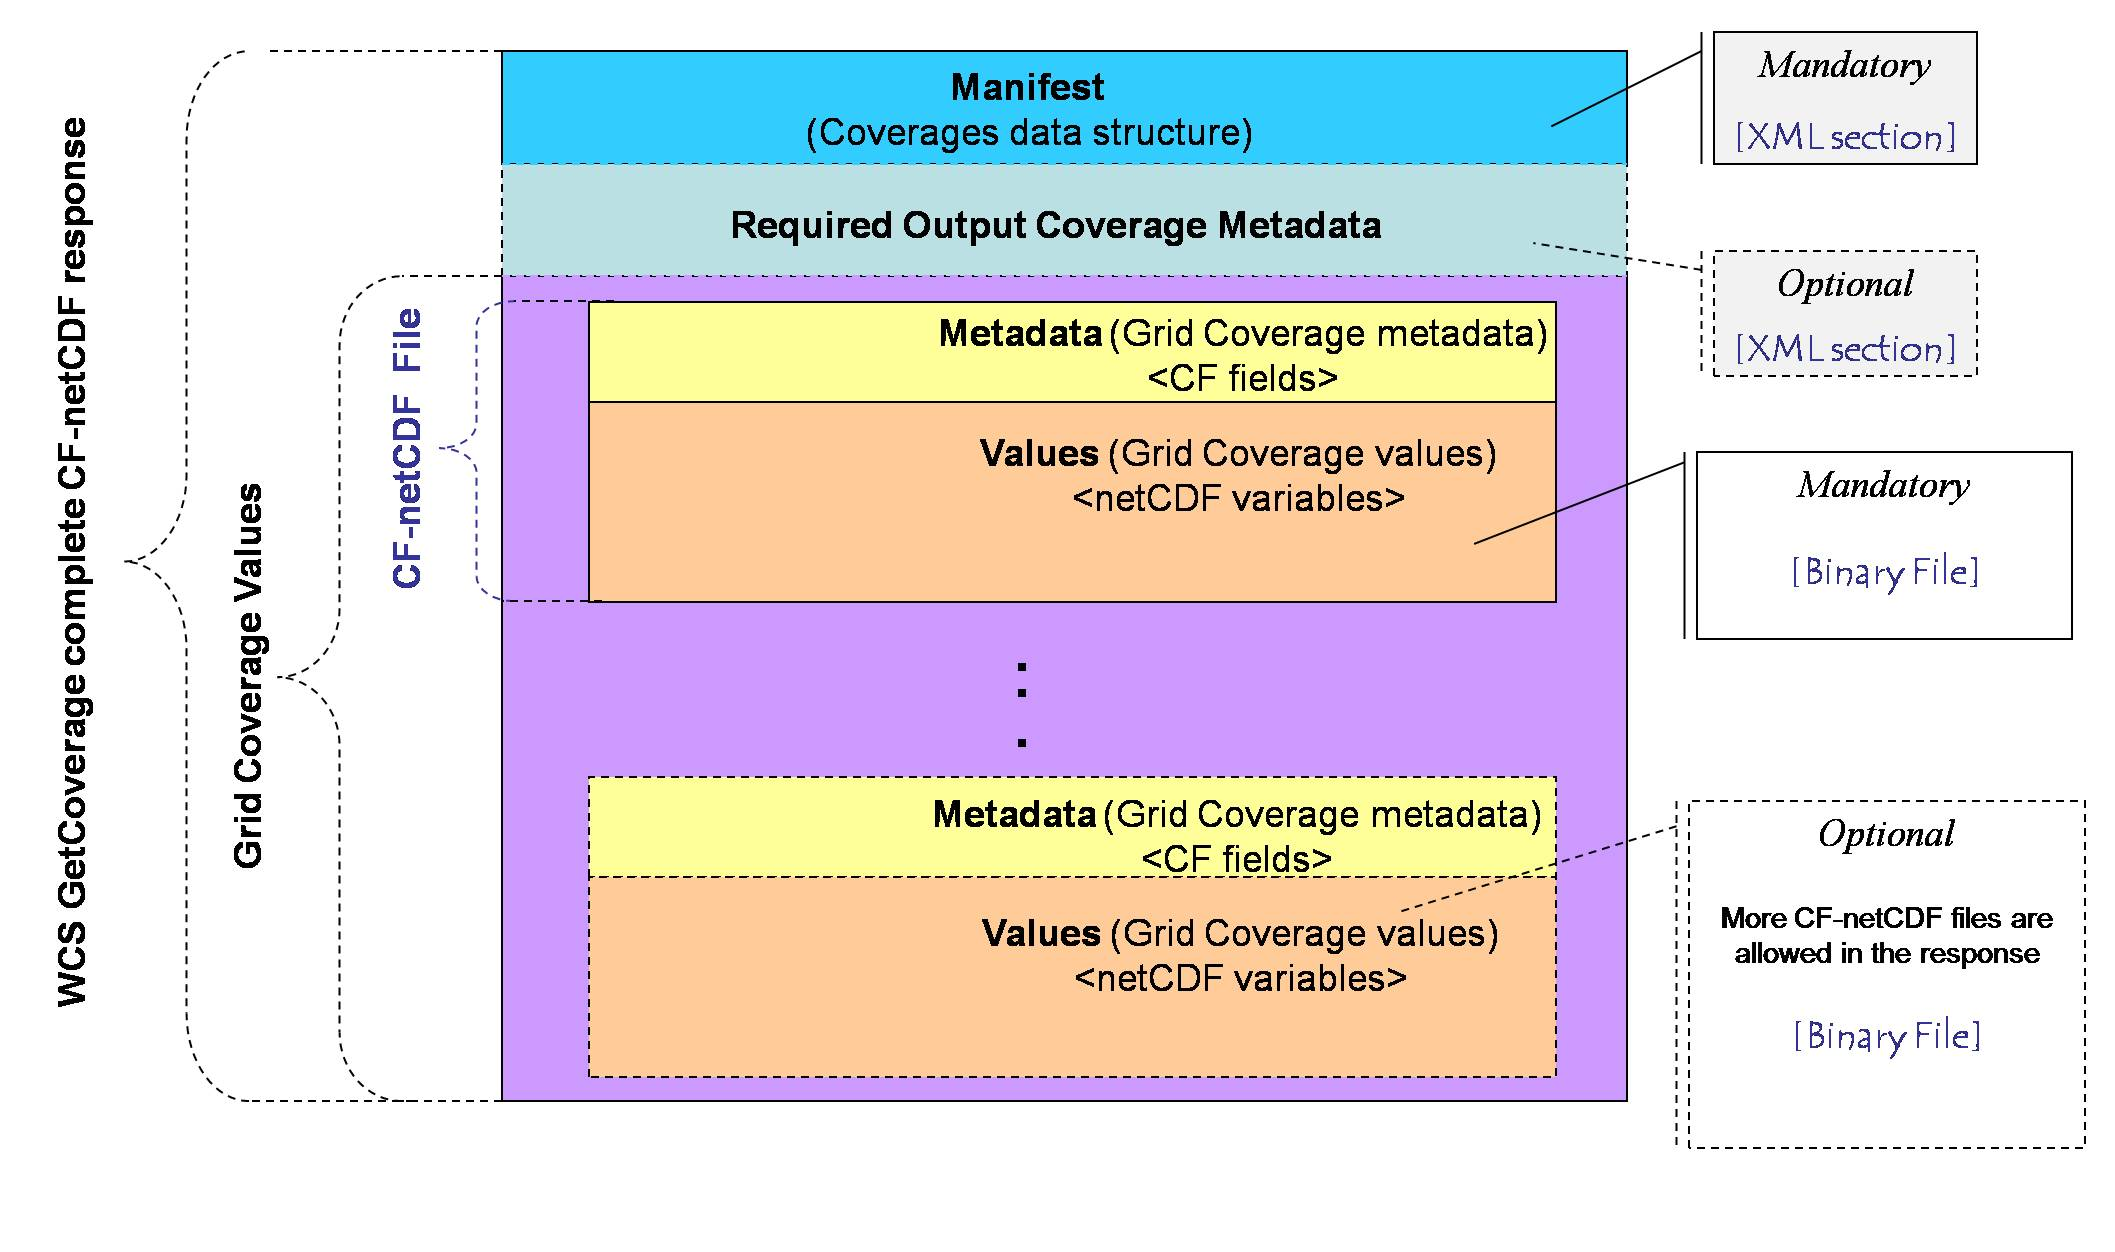 WCS GetCoverage complete CF-netCDF response
Grid Coverage Values
CF-netCDF File
Manifest
(Coverages data structure)
Required Output Coverage Metadata
Metadata (Grid Coverage metadata)
<CF fields>
Values (Grid Coverage values)
<netCDF variables>
Metadata (Grid Coverage metadata)
<CF fields>
Values (Grid Coverage values)
<netCDF variables>
Mandatory
[XML section]
Optional
[XML section]
Mandatory
[Binary File]
Optional
More CF-netCDF files are
allowed in the response
[Binary File]